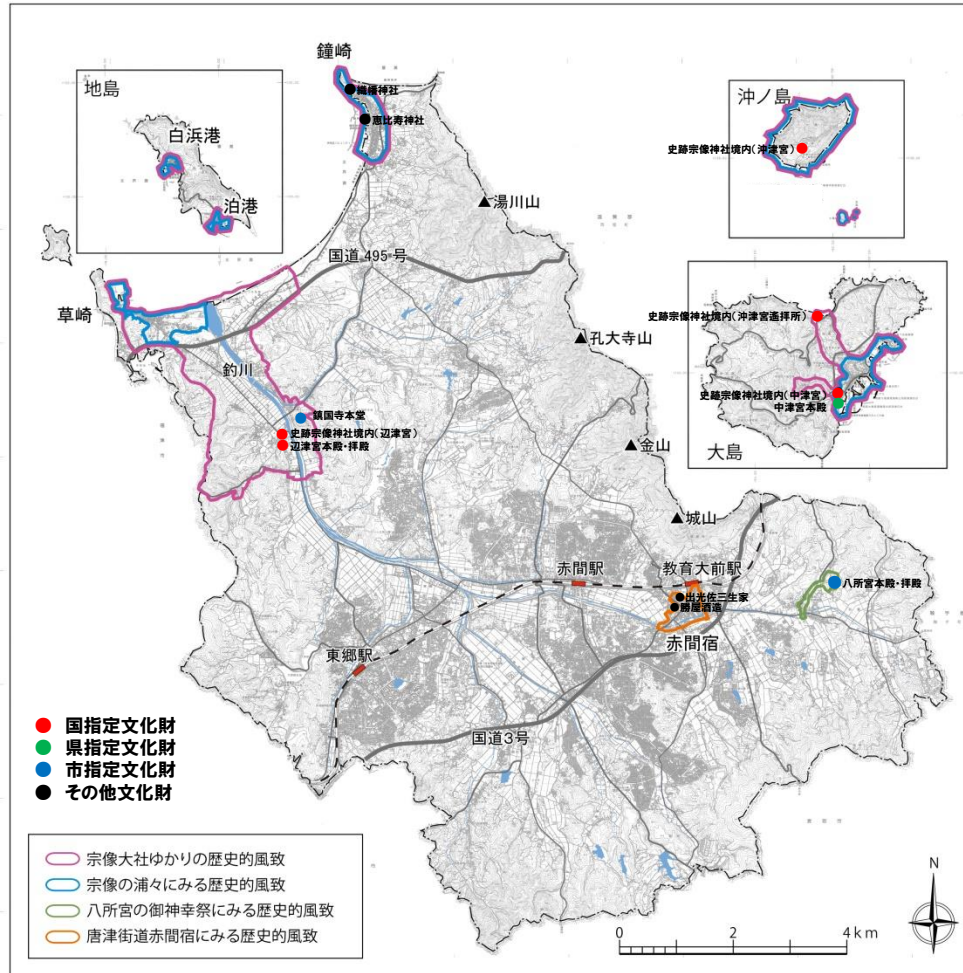 鐘崎
織幡神社
恵比寿神社
地島
白浜港
泊港
沖ノ島
史跡宗像神社境内(沖津宮)
湯川山
国道495号
草崎
釣川
孔大寺山
史跡宗像神社境内(沖津宮遙拝所)
史跡宗像神社境内(中津宮)
中津宮本殿
大島
鎮国寺本堂
史跡宗像神社境内(辺津宮)
辺津宮本殿・拝殿
金山
城山
赤間駅
教育大前駅
出光佐三生家
勝屋酒造
赤間宿
八所宮本殿・拝殿
東郷駅
国道3号
国指定文化財
県指定文化財
市指定文化財
その他文化財
宗像大社ゆかりの歴史的風致
宗像の浦々にみる歴史的風致
八所宮の御神幸祭にみる歴史的風致
唐津街道赤間宿にみる歴史的風致
N
0 2 4km